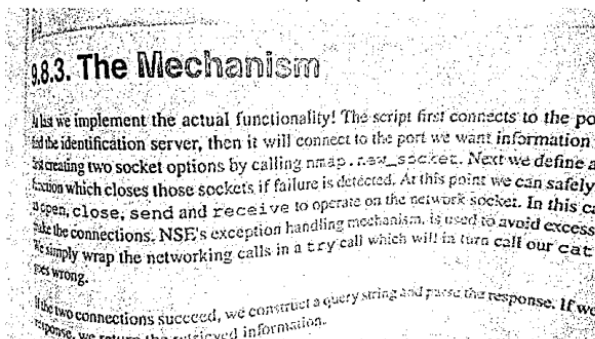 9.8.3. The Mechanism
At last we implement the actual functionality! The script first connects to the po
find the identification server, then it will connect to the port we want information
first creating two socket options by calling nmap.new_socket. Next we define a
function which closes those sockets if failure is detected. At this point we can safely
open, close, send and receive to operate on the network socket. In this ca
make the connections. NSE's exception handling mechanism, is used to avoid excess
We simply wrap the networking calls in a try call which will in turn call our cat
goes wrong.
If the two connections succeed, we construct a query string and parse the response. If we
response, we return the retrieved information.